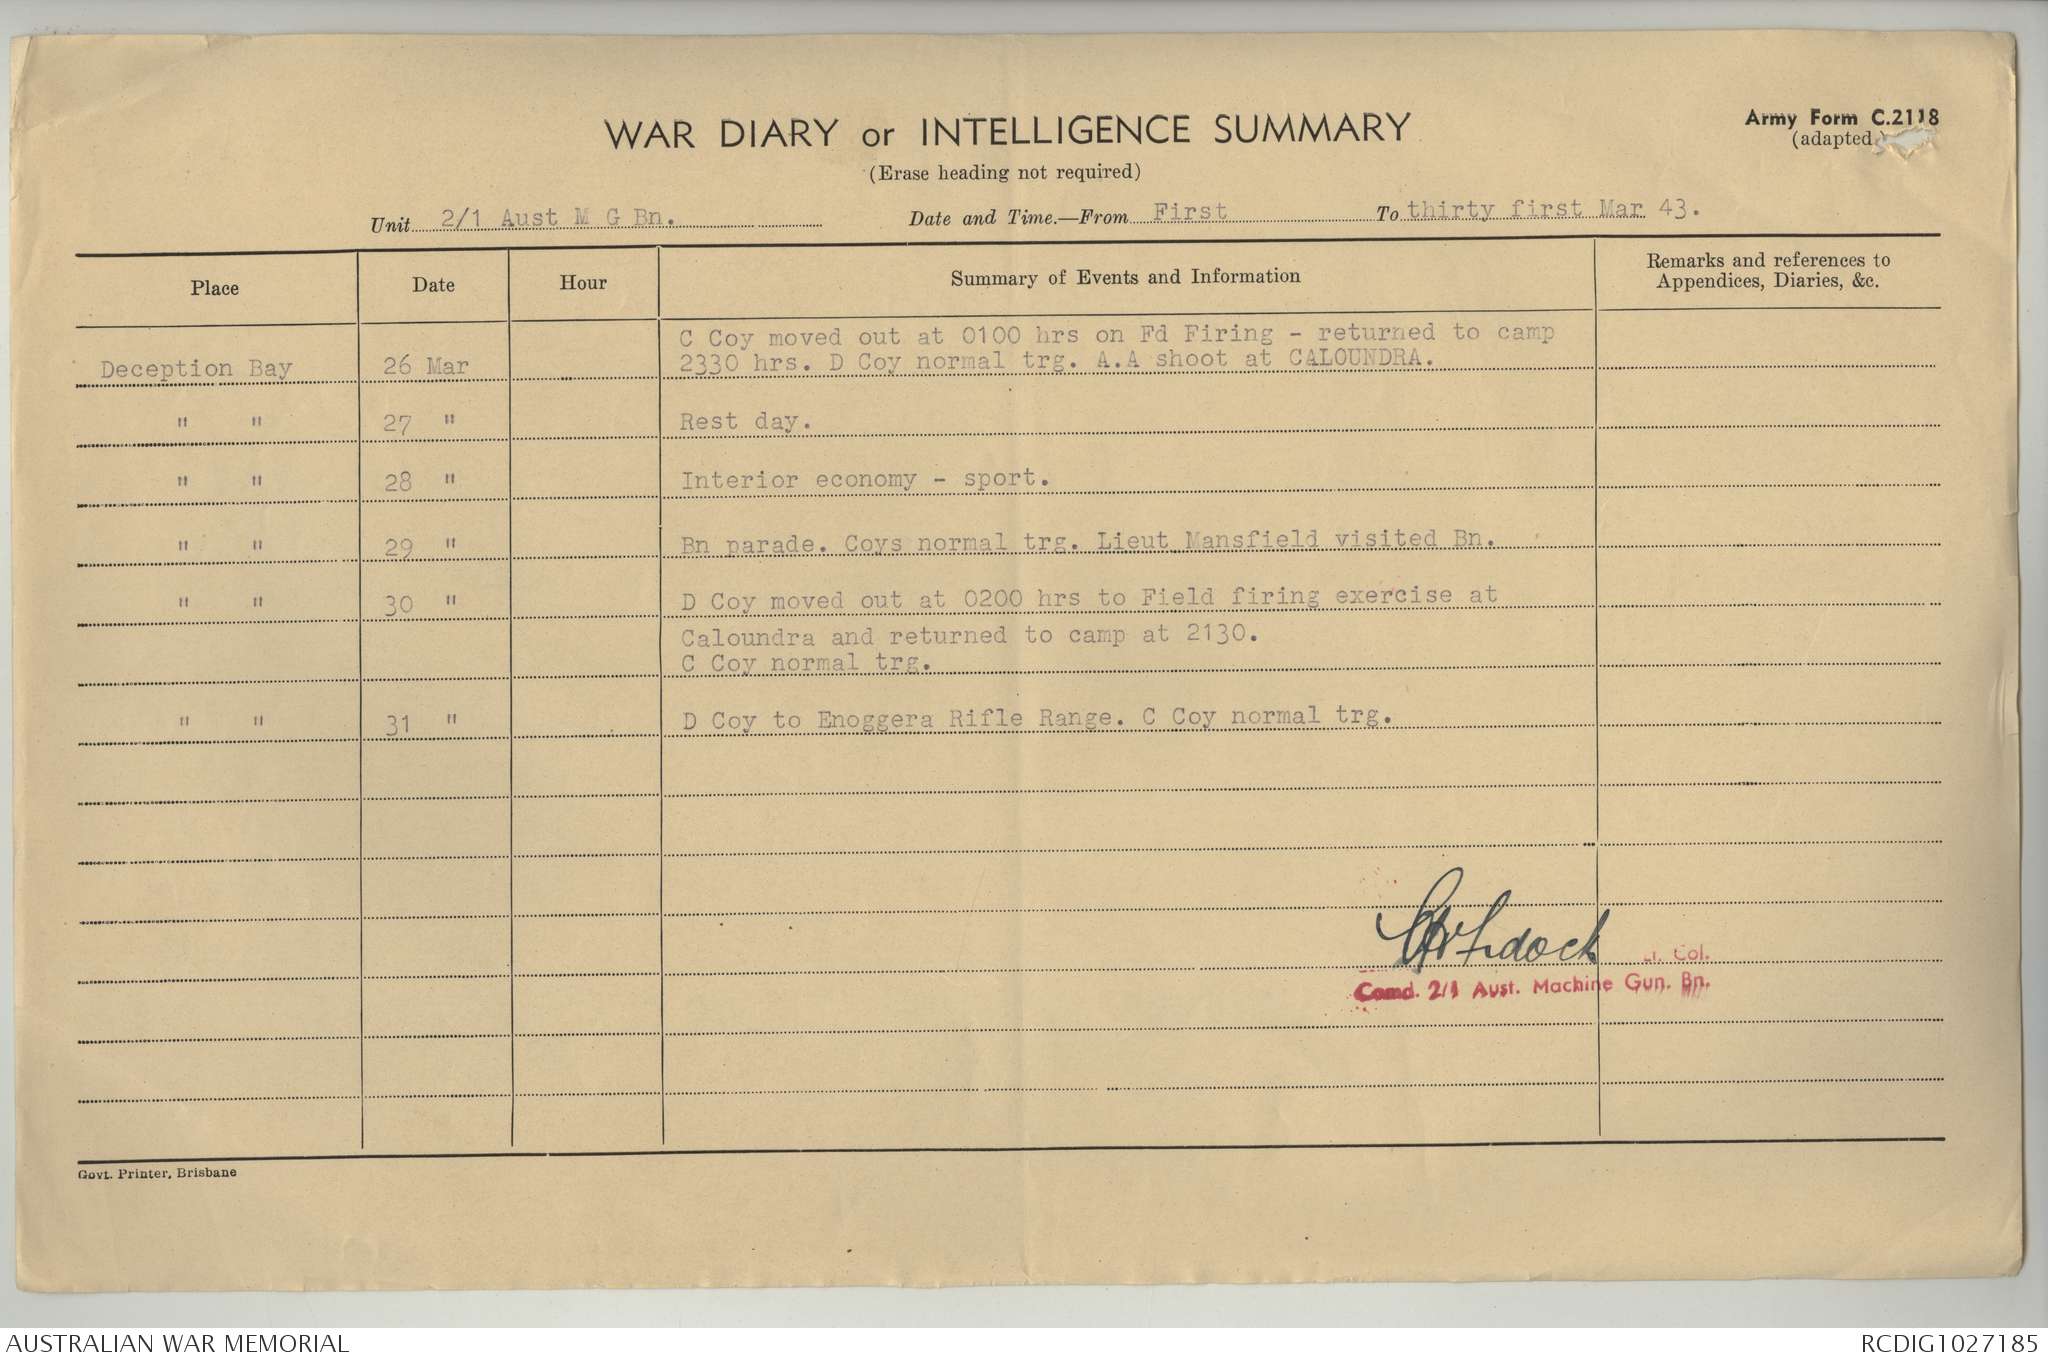 WAR DIARY or INTELLIGENCE SUMMARY
Army Form C.2118
(adapted)
(Erase heading not required)
Unit 2/1 Aust M G Bn. Date and Time.—From First To thirty first Mar 43.
Place Date Hour Summary of Events and Information Remarks and references to
Appendices, Diaries, &c.
C Coy moved out at 0100 hrs on Fd Firing - returned to camp
Deception Bay 26 Mar 2330 hrs. D Coy normal trg. A.A shoot at CALOUNDRA.
" " 27 " Rest day.
" " 28 " Interior economy - sport.
" " 29 " Bn parade. Coys normal trg. Lieut Mansfield visited Bn.
" " 30 " D Coy moved out at 0200 hrs to Field firing exercise at
Caloundra and returned to camp at 2130.
C Coy normal trg.
" " 31 " D Coy to Enoggera Rifle Range. C Coy normal trg.
Lt. Col.
Comd. 2/1 Aust. Machine Gun. Bn.
Govt. Printer, Brisbane
AUSTRALIAN WAR MEMORIAL
RCDIG1027185